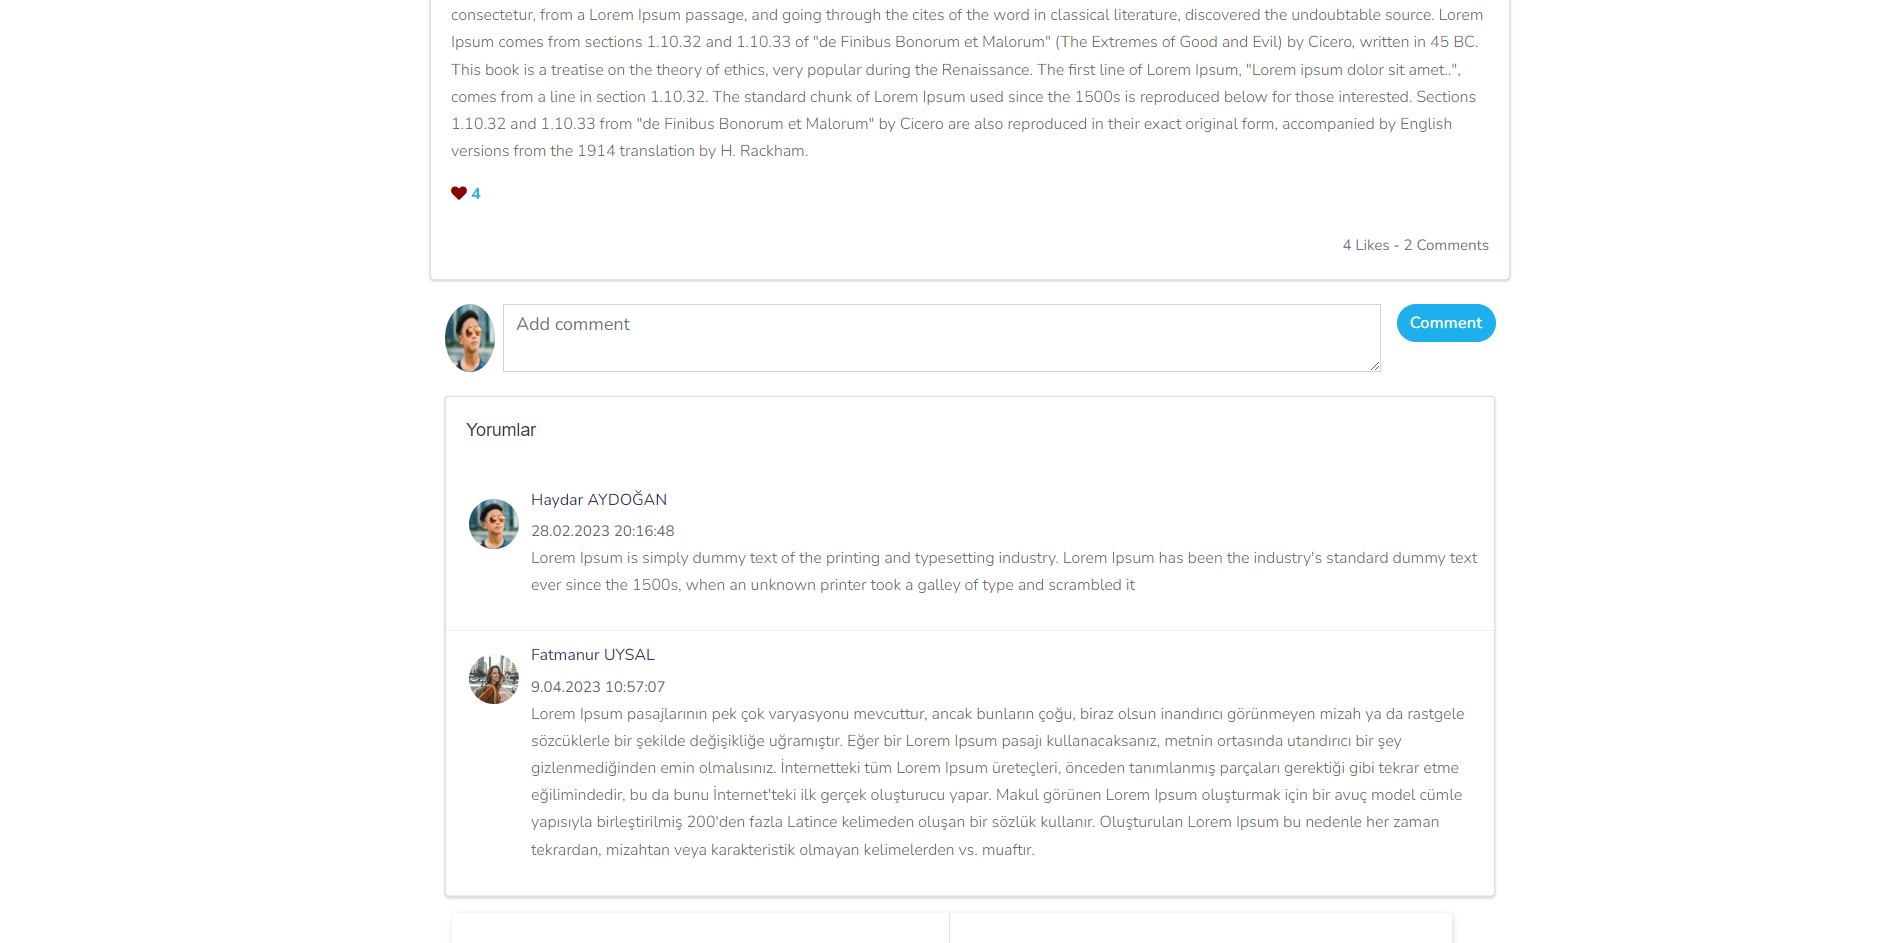 consectetur, from a Lorem Ipsum passage, and going through the cites of the word in classical literature, discovered the undoubtable source. Lorem
Ipsum comes from sections 1.10.32 and 1.10.33 of "de Finibus Bonorum et Malorum" (The Extremes of Good and Evil) by Cicero, written in 45 BC.
This book is a treatise on the theory of ethics, very popular during the Renaissance. The first line of Lorem Ipsum, "Lorem ipsum dolor sit amet..",
comes from a line in section 1.10.32. The standard chunk of Lorem Ipsum used since the 1500s is reproduced below for those interested. Sections
1.10.32 and 1.10.33 from "de Finibus Bonorum et Malorum" by Cicero are also reproduced in their exact original form, accompanied by English
versions from the 1914 translation by H. Rackham.
4
4 Likes - 2 Comments
Add comment
Comment
Yorumlar
Haydar AYDOĞAN
28.02.2023 20:16:48
Lorem Ipsum is simply dummy text of the printing and typesetting industry. Lorem Ipsum has been the industry's standard dummy text
ever since the 1500s, when an unknown printer took a galley of type and scrambled it
Fatmanur UYSAL
9.04.2023 10:57:07
Lorem Ipsum pasajlarının pek çok varyasyonu mevcuttur, ancak bunların çoğu, biraz olsun inandırıcı görünmeyen mizah ya da rastgele
sözcüklerle bir şekilde değişikliğe uğramıştır. Eğer bir Lorem Ipsum pasajı kullanacaksanız, metnin ortasında utandırıcı bir şey
gizlenmediğinden emin olmalısınız. İnternetteki tüm Lorem Ipsum üreteçleri, önceden tanımlanmış parçaları gerektiği gibi tekrar etme
eğilimindedir, bu da bunu İnternet'teki ilk gerçek oluşturucu yapar. Makul görünen Lorem Ipsum oluşturmak için bir avuç model cümle
yapısıyla birleştirilmiş 200'den fazla Latince kelimeden oluşan bir sözlük kullanır. Oluşturulan Lorem Ipsum bu nedenle her zaman
tekrardan, mizahtan veya karakteristik olmayan kelimelerden vs. muaftır.